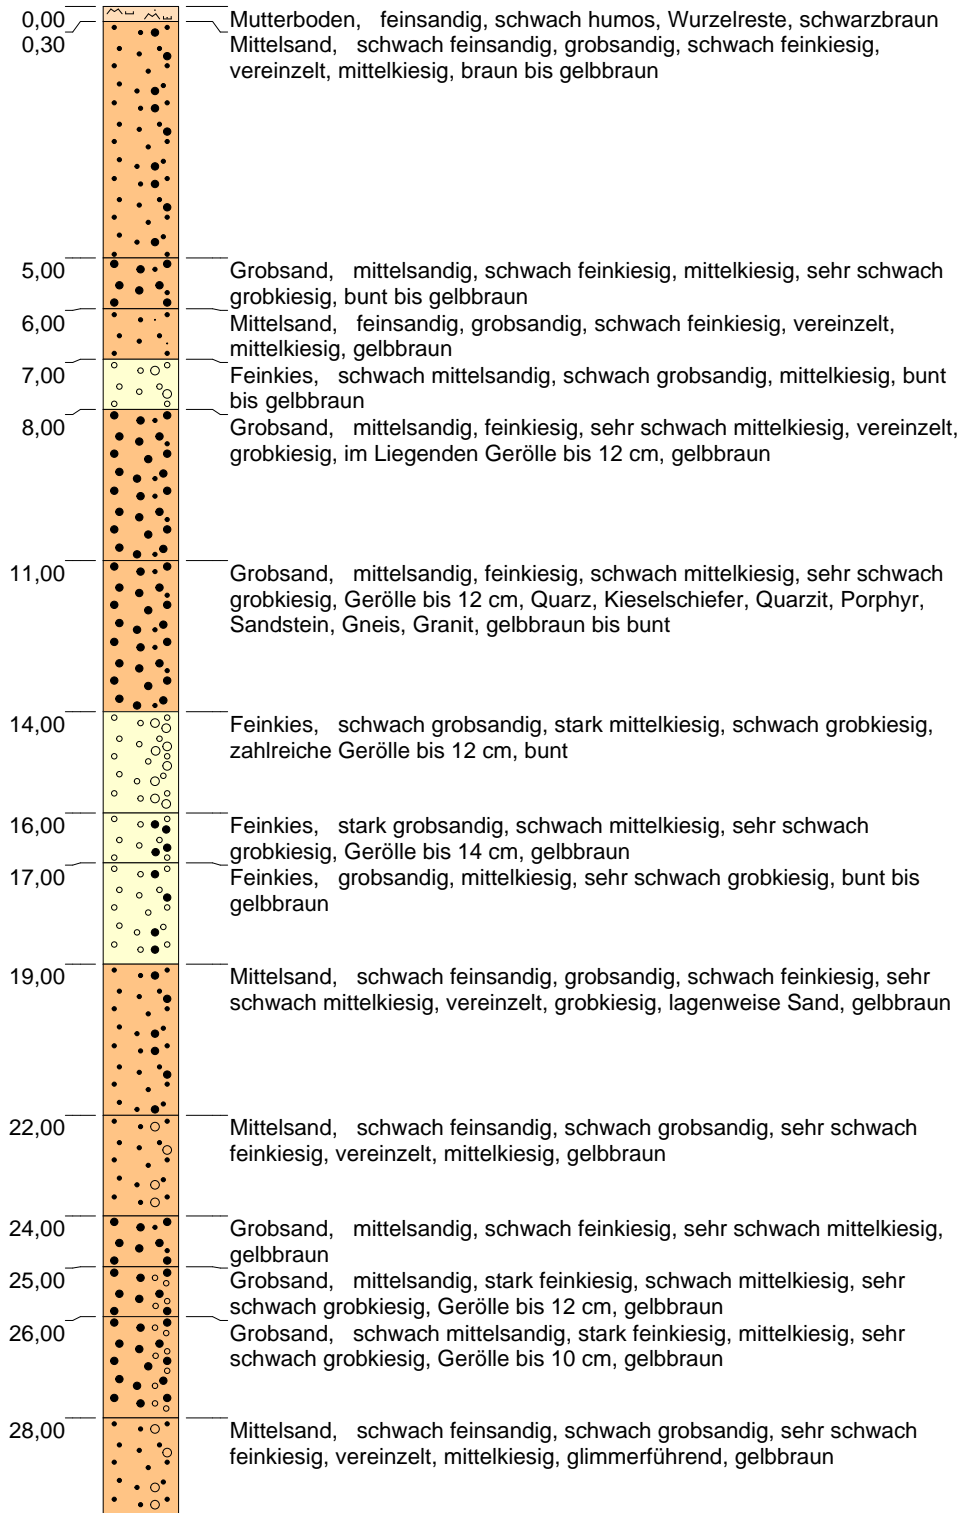 0,00 Mutterboden, feinsandig, schwach humos, Wurzelreste, schwarzbraun
0,30 Mittelsand, schwach feinsandig, grobsandig, schwach feinkiesig,
vereinzelt, mittelkiesig, braun bis gelbbraun
5,00 Grobsand, mittelsandig, schwach feinkiesig, mittelkiesig, sehr schwach
grobkiesig, bunt bis gelbbraun
6,00 Mittelsand, feinsandig, grobsandig, schwach feinkiesig, vereinzelt,
mittelkiesig, gelbbraun
7,00 Feinkies, schwach mittelsandig, schwach grobsandig, mittelkiesig, bunt
bis gelbbraun
8,00 Grobsand, mittelsandig, feinkiesig, sehr schwach mittelkiesig, vereinzelt,
grobkiesig, im Liegenden Gerölle bis 12 cm, gelbbraun
11,00 Grobsand, mittelsandig, feinkiesig, schwach mittelkiesig, sehr schwach
grobkiesig, Gerölle bis 12 cm, Quarz, Kieselschiefer, Quarzit, Porphyr,
Sandstein, Gneis, Granit, gelbbraun bis bunt
14,00 Feinkies, schwach grobsandig, stark mittelkiesig, schwach grobkiesig,
zahlreiche Gerölle bis 12 cm, bunt
16,00 Feinkies, stark grobsandig, schwach mittelkiesig, sehr schwach
grobkiesig, Gerölle bis 14 cm, gelbbraun
17,00 Feinkies, grobsandig, mittelkiesig, sehr schwach grobkiesig, bunt bis
gelbbraun
19,00 Mittelsand, schwach feinsandig, grobsandig, schwach feinkiesig, sehr
schwach mittelkiesig, vereinzelt, grobkiesig, lagenweise Sand, gelbbraun
22,00 Mittelsand, schwach feinsandig, schwach grobsandig, sehr schwach
feinkiesig, vereinzelt, mittelkiesig, gelbbraun
24,00 Grobsand, mittelsandig, schwach feinkiesig, sehr schwach mittelkiesig,
gelbbraun
25,00 Grobsand, mittelsandig, stark feinkiesig, schwach mittelkiesig, sehr
schwach grobkiesig, Gerölle bis 12 cm, gelbbraun
26,00 Grobsand, schwach mittelsandig, stark feinkiesig, mittelkiesig, sehr
schwach grobkiesig, Gerölle bis 10 cm, gelbbraun
28,00 Mittelsand, schwach feinsandig, schwach grobsandig, sehr schwach
feinkiesig, vereinzelt, mittelkiesig, glimmerführend, gelbbraun